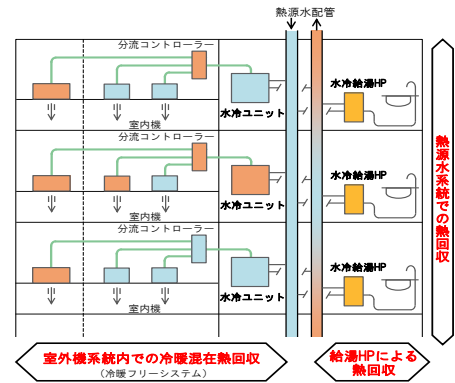 熱源水配管
分流コントローラー
水冷給湯HP
水冷ユニット
室内機
分流コントローラー
水冷給湯HP
水冷ユニット
室内機
分流コントローラー
水冷給湯HP
水冷ユニット
室内機
熱源水系統での熱回収
室外機系統内での冷暖混在熱回収
（冷暖フリーシステム）
給湯HPによる
熱回収